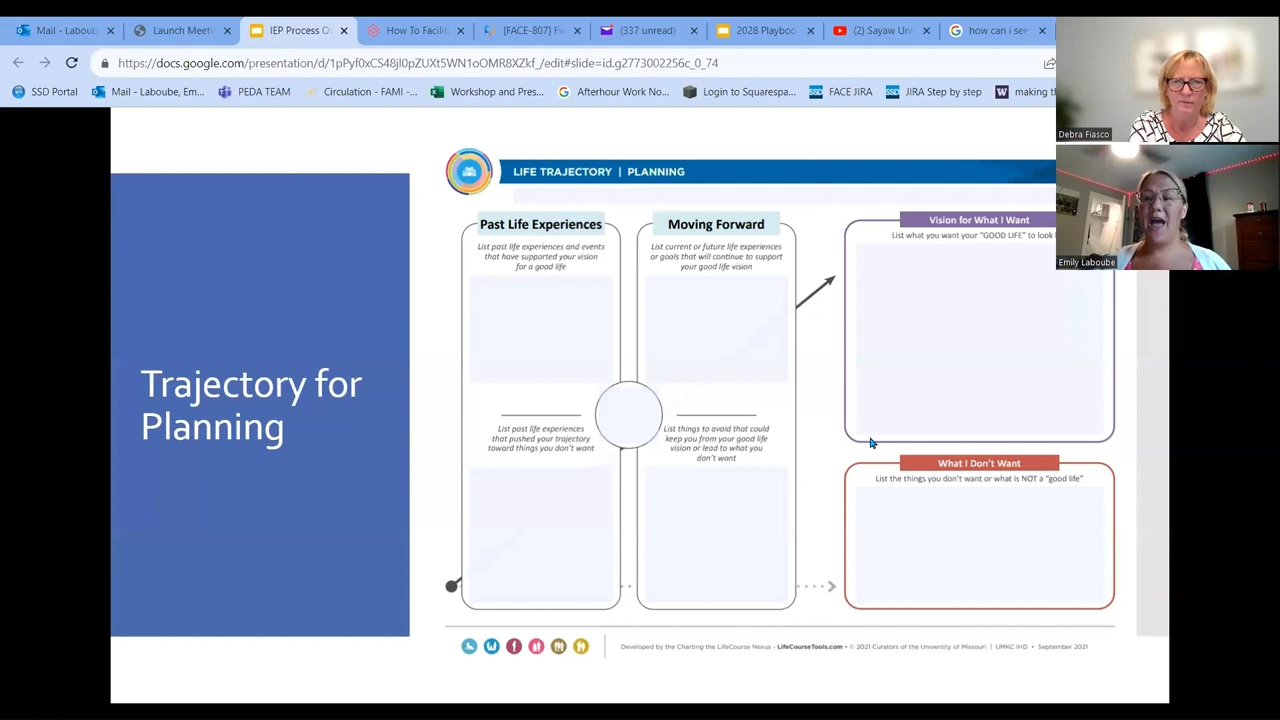 Mail - Laboub
Launch Meeti
IEP Process Ov
How To Facilit
[FACE-807] Fw
(337 unread)
2028 Playboo
(2) Sayaw Un
how can i see
https://docs.google.com/presentation/d/1pPyf0xCS48jl0pZUXt5WN1oOMR8XZkf_/edit#slide=id.g2773002256c_0_74
SSD Portal
Mail - Laboube, Em...
PEDA TEAM
Circulation - FAMI -...
Workshop and Pres...
Afterhour Work No...
Login to Squarespa...
SSD
FACE JIRA
SSD
JIRA Step by step
making th
Debra Fiasco
Emily Laboube
Trajectory for
Planning
LIFE TRAJECTORY | PLANNING
Past Life Experiences
List past life experiences and events
that have supported your vision
for a good life
List past life experiences
that pushed your trajectory
toward things you don't want
Moving Forward
List current or future life experiences
or goals that will continue to support
your good life vision
List things to avoid that could
keep you from your good life
vision or lead to what you
don't want
Vision for What I Want
List what you want your "GOOD LIFE" to look
What I Don't Want
List the things you don't want or what is NOT a "good life"
Developed by the Charting the LifeCourse Nexus - LifeCourseTools.com • © 2021 Curators of the University of Missouri | UMKC IHD • September 2021